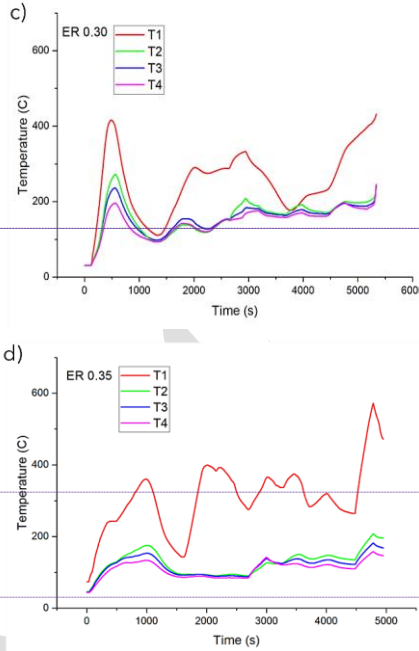 c)
ER 0.30
T1
T2
T3
T4
Temperature (C)
600
400
200
0
0 1000 2000 3000 4000 5000 600
Time (s)
d)
ER 0.35
T1
T2
T3
T4
Temperature (C)
600
400
200
0
0 1000 2000 3000 4000 5000
Time (s)